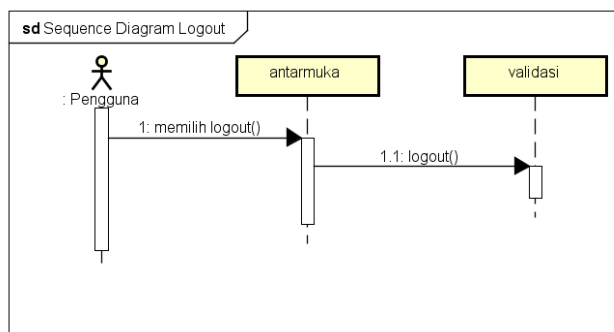 sd Sequence Diagram Logout
: Pengguna
antarmuka
validasi
1: memilih logout()
1.1: logout()